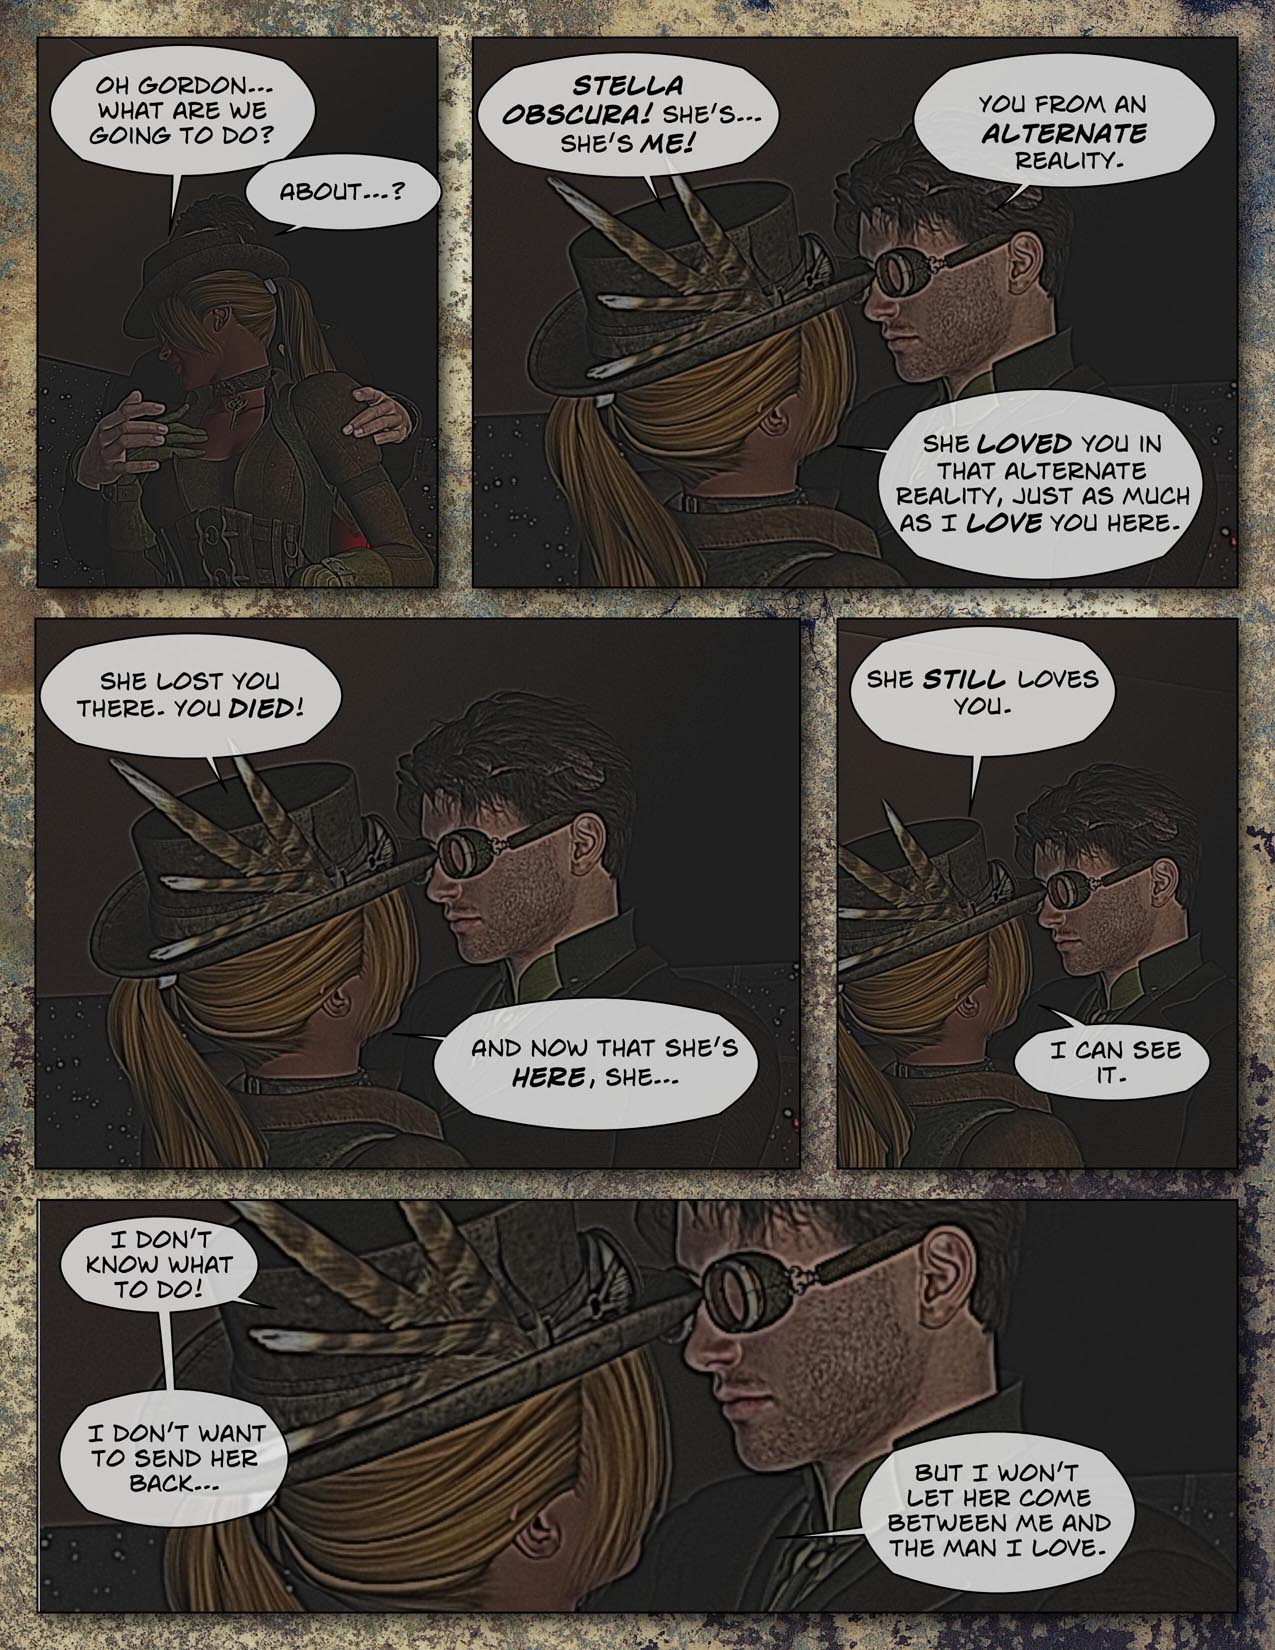 OH GORDON...
WHAT ARE WE
GOING TO DO?
ABOUT...?
STELLA
OBSCURA! SHE'S...
SHE'S ME!
YOU FROM AN
ALTERNATE
REALITY.
SHE LOVED YOU IN
THAT ALTERNATE
REALITY, JUST AS MUCH
AS I LOVE YOU HERE.
SHE LOST YOU
THERE. YOU DIED!
AND NOW THAT SHE'S
HERE, SHE...
SHE STILL LOVES
YOU.
I CAN SEE
IT.
I DON'T
KNOW WHAT
TO DO!
I DON'T WANT
TO SEND HER
BACK...
BUT I WON'T
LET HER COME
BETWEEN ME AND
THE MAN I LOVE.